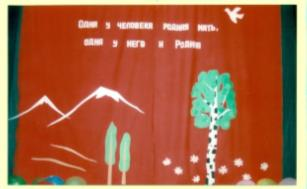 Одна у человека родная мать,
одна у него и Родина